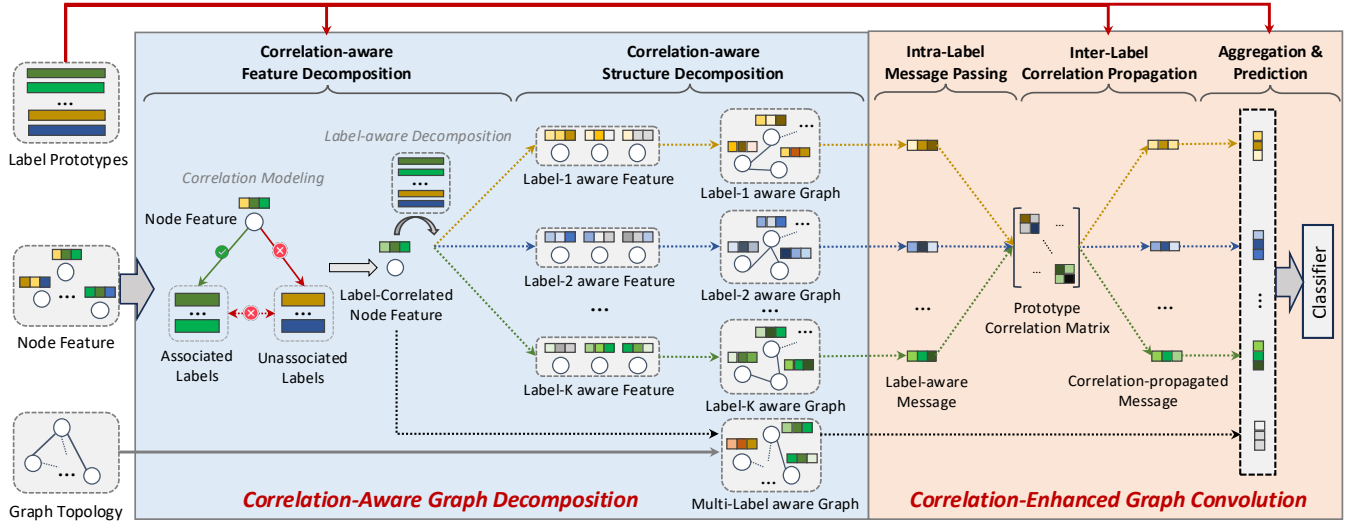 Correlation-aware
Feature Decomposition
Correlation-aware
Structure Decomposition
Intra-Label
Message Passing
Inter-Label
Correlation Propagation
Aggregation &
Prediction
...
Label Prototypes
Correlation Modeling
Node Feature
Label-aware Decomposition
...
...
Node Feature
...
...
Associated
Labels
Unassociated
Labels
Label-Correlated
Node Feature
Label-1 aware Feature
Label-2 aware Feature
...
Label-K aware Feature
...
Label-1 aware Graph
...
Label-2 aware Graph
...
...
Label-K aware Graph
...
Multi-Label aware Graph
...
Label-aware
Message
...
...
Prototype
Correlation Matrix
...
Correlation-propagated
Message
...
Classifier
...
Graph Topology
Correlation-Aware Graph Decomposition
Correlation-Enhanced Graph Convolution